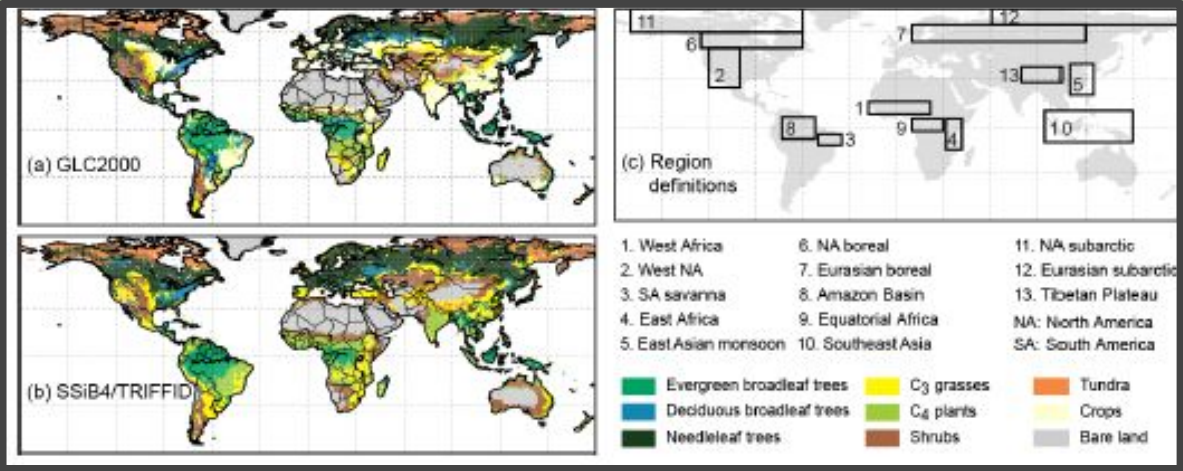 (a) GLC2000
(b) SSiB4/TRIFFID
11
12
7
6
2
13
5
1
8
3
9
4
10
(c) Region
definitions
1. West Africa
2. West NA
3. SA savanna
4. East Africa
5. East Asian monsoon
6. NA boreal
7. Eurasian boreal
8. Amazon Basin
9. Equatorial Africa
10. Southeast Asia
11. NA subarctic
12. Eurasian subarctic
13. Tibetan Plateau
NA: North America
SA: South America
Evergreen broadleaf trees
Deciduous broadleaf trees
Needleleaf trees
C₃ grasses
C₄ plants
Shrubs
Tundra
Crops
Bare land